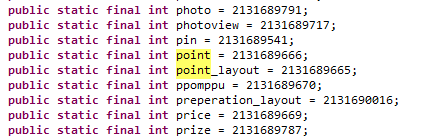 public static final int photo = 2131689791;
public static final int photoview = 2131689717;
public static final int pin = 2131689541;
public static final int point = 2131689666;
public static final int point_layout = 2131689665;
public static final int ppomppu = 2131689670;
public static final int preperation_layout = 2131690016;
public static final int price = 2131689669;
public static final int prize = 2131689787;